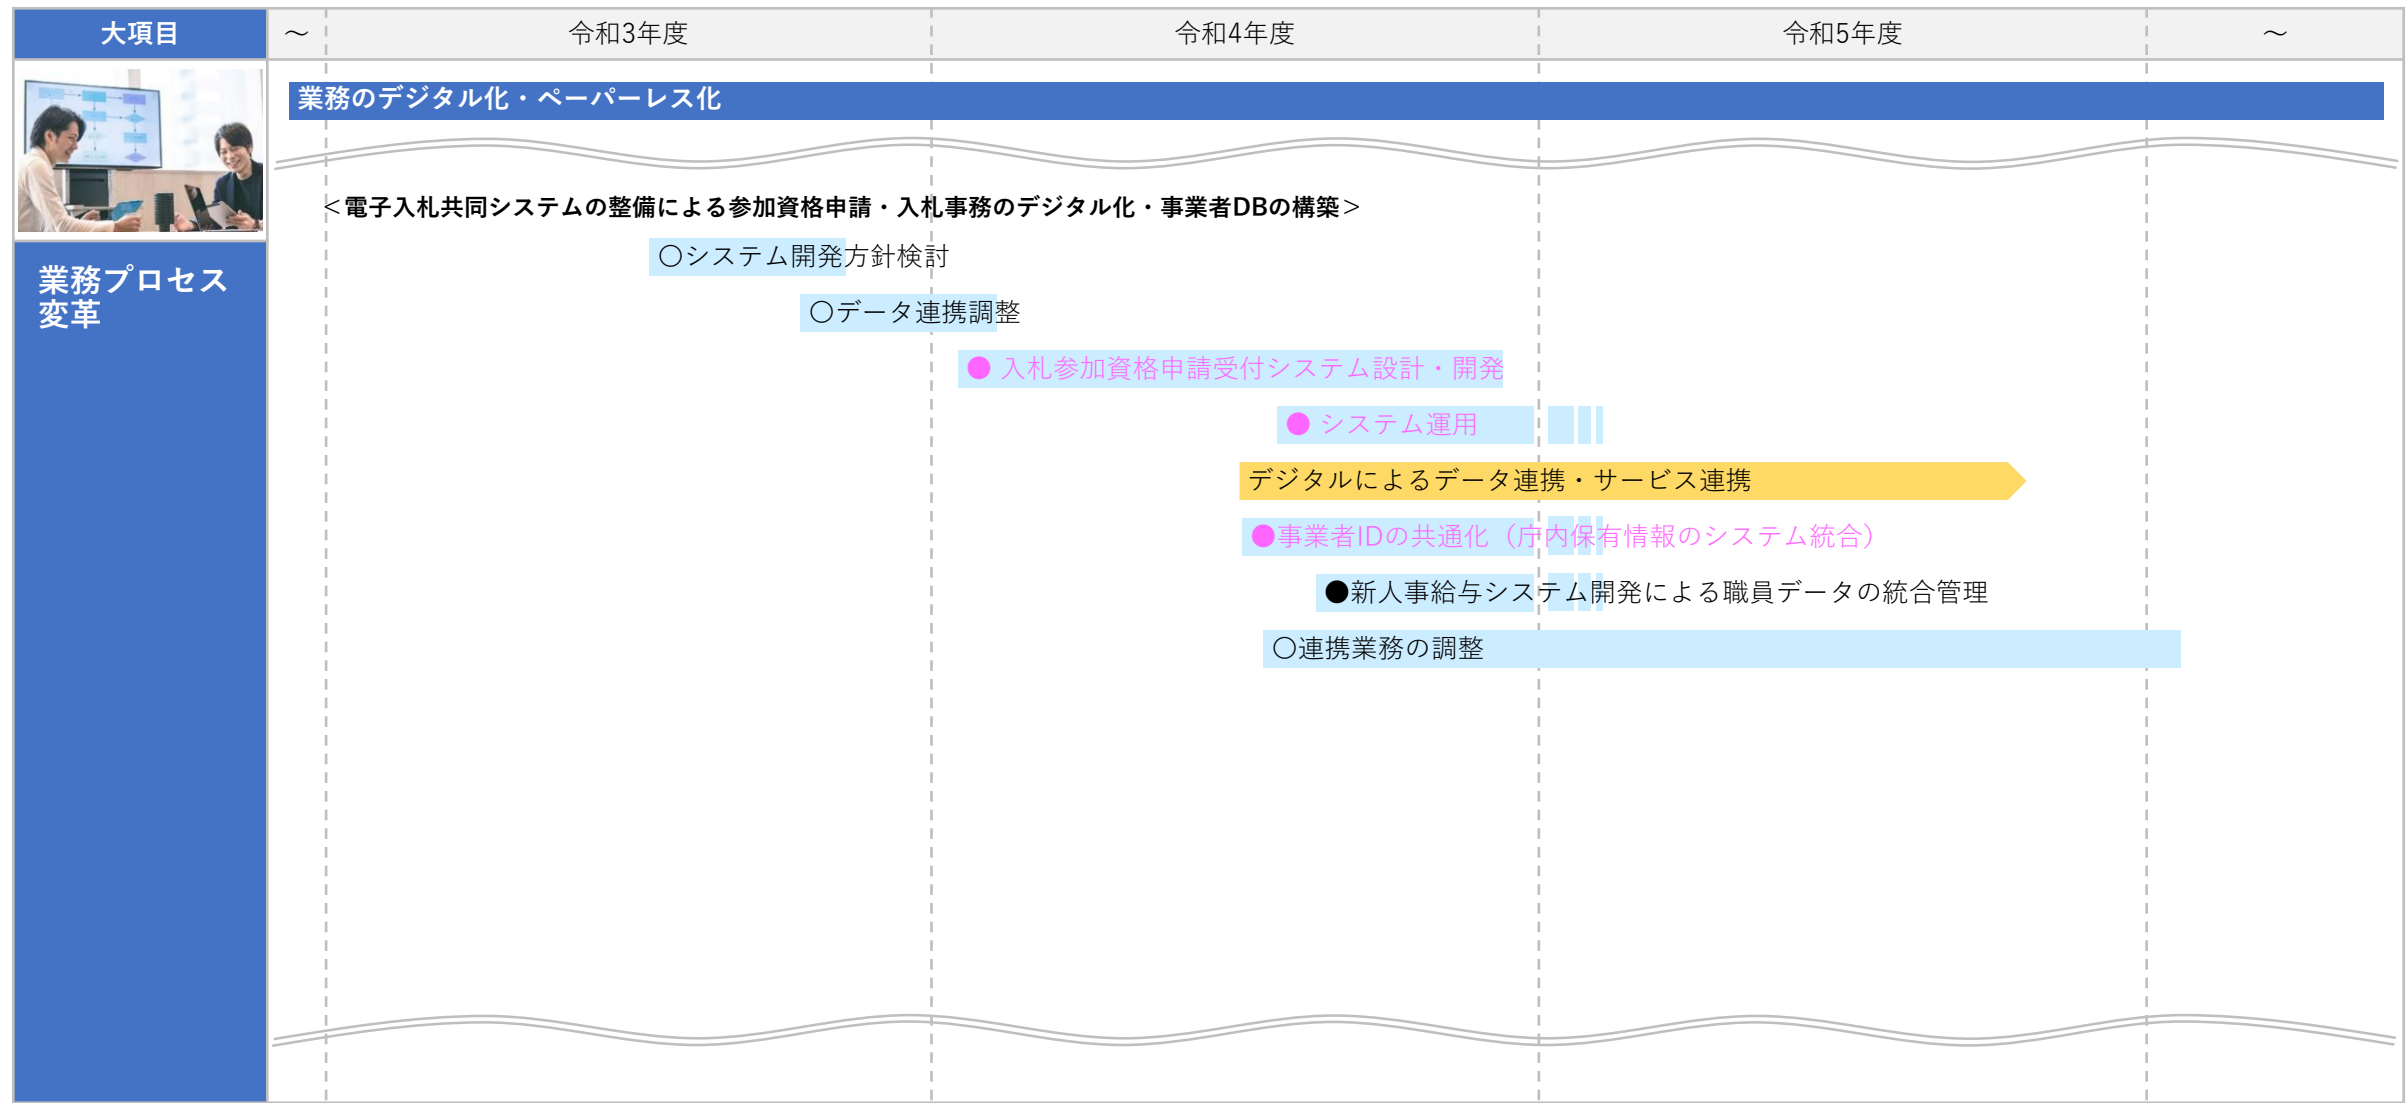 大項目
～
令和3年度
令和4年度
令和5年度
～
業務のデジタル化・ペーパーレス化
＜電子入札共同システムの整備による参加資格申請・入札事務のデジタル化・事業者DBの構築＞
業務プロセス
変革
〇システム開発方針検討
〇データ連携調整
● 入札参加資格申請受付システム設計・開発
● システム運用
デジタルによるデータ連携・サービス連携
●事業者IDの共通化（庁内保有情報のシステム統合）
●新人事給与システム開発による職員データの統合管理
〇連携業務の調整